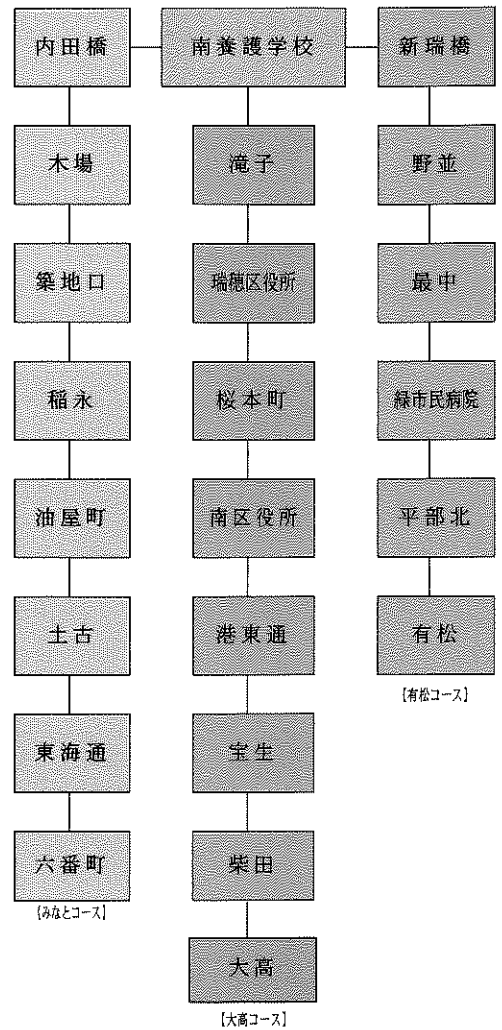 内田橋
南養護学校
新瑞橋
木場
滝子
野並
築地口
瑞穂区役所
最中
稲永
桜本町
緑市民病院
油屋町
南区役所
平部北
土古
港東通
有松
【有松コース】
東海通
宝生
六番町
【みなとコース】
柴田
大高
【大高コース】